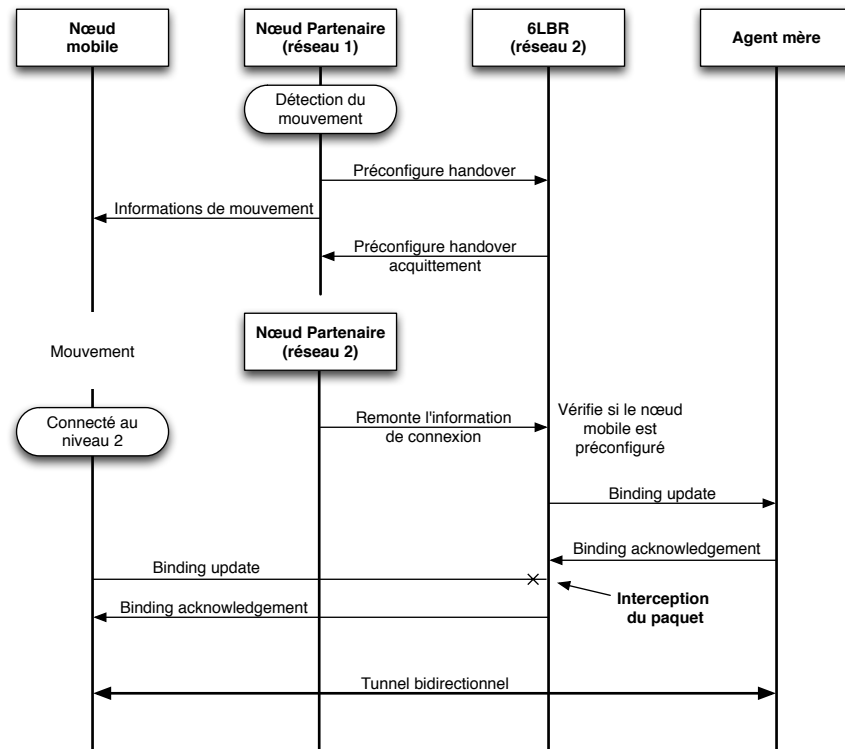 Nœud
mobile
Nœud Partenaire
(réseau 1)
6LBR
(réseau 2)
Agent mère
Détection du
mouvement
Préconfigure handover
Informations de mouvement
Préconfigure handover
acquittement
Nœud Partenaire
(réseau 2)
Mouvement
Connecté au
niveau 2
Remonte l'information
de connexion
Vérifie si le nœud
mobile est
préconfiguré
Binding update
Binding acknowledgement
Binding update
Interception
du paquet
Binding acknowledgement
Tunnel bidirectionnel